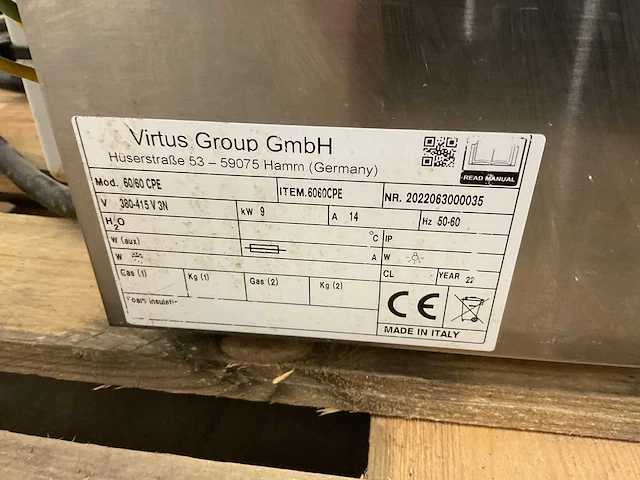 Virtus Group GmbH
Hüserstraße 53 – 59075 Hamm (Germany)
READ MANUAL
Mod. 60/60 CPE ITEM.6060CPE NR. 2022063000035
V 380-415 V 3N kW 9 A 14 Hz 50-60
H2O °C IP
W (aux) A W
W CL YEAR 22
Gas (1) Kg (1) Gas (2) Kg (2)
Foam insulatio
CE
MADE IN ITALY